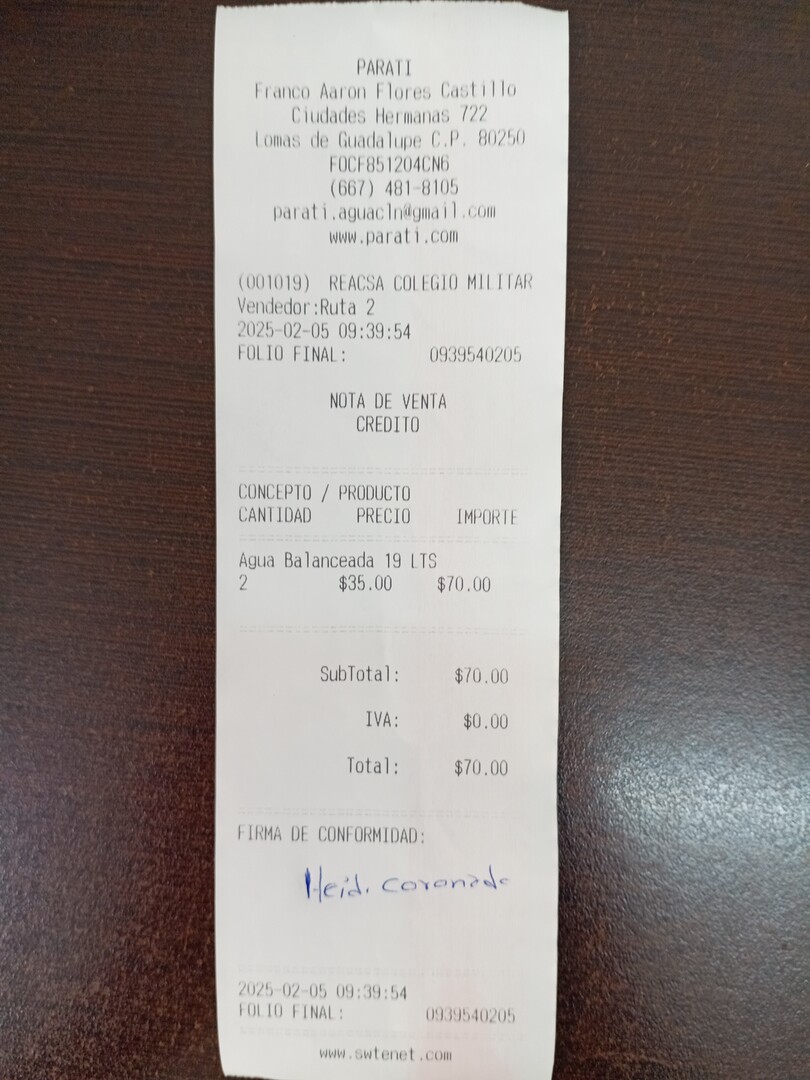 PARATI
Franco Aaron Flores Castillo
Ciudades Hermanas 722
Lomas de Guadalupe C.P. 80250
FOCF851204CN6
(667) 481-8105
parati.aguacln@gmail.com
www.parati.com
(001019) REACSA COLEGIO MILITAR
Vendedor:Ruta 2
2025-02-05 09:39:54
FOLIO FINAL: 0939540205
NOTA DE VENTA
CREDITO
CONCEPTO / PRODUCTO
CANTIDAD PRECIO IMPORTE
Agua Balanceada 19 LTS
2 $35.00 $70.00
SubTotal: $70.00
IVA: $0.00
Total: $70.00
FIRMA DE CONFORMIDAD:
Heidi Coronado
2025-02-05 09:39:54
FOLIO FINAL: 0939540205
www.swtenet.com